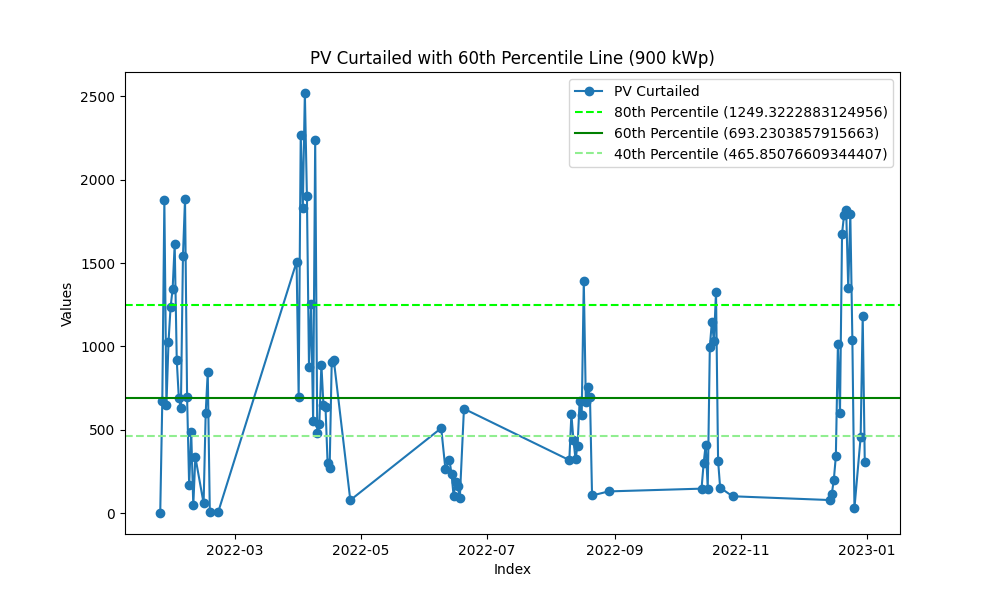 PV Curtailed with 60th Percentile Line (900 kWp)
PV Curtailed
80th Percentile (1249.3222883124956)
60th Percentile (693.2303857915663)
40th Percentile (465.85076609344407)
Values
2500
2000
1500
1000
500
0
2022-03 2022-05 2022-07 2022-09 2022-11 2023-01
Index